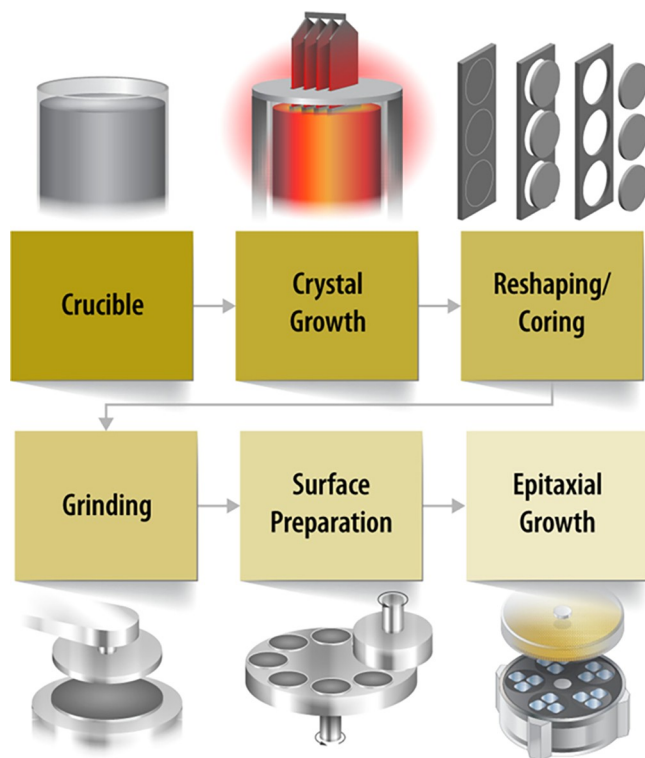 Crucible
Crystal
Growth
Reshaping/
Coring
Grinding
Surface
Preparation
Epitaxial
Growth